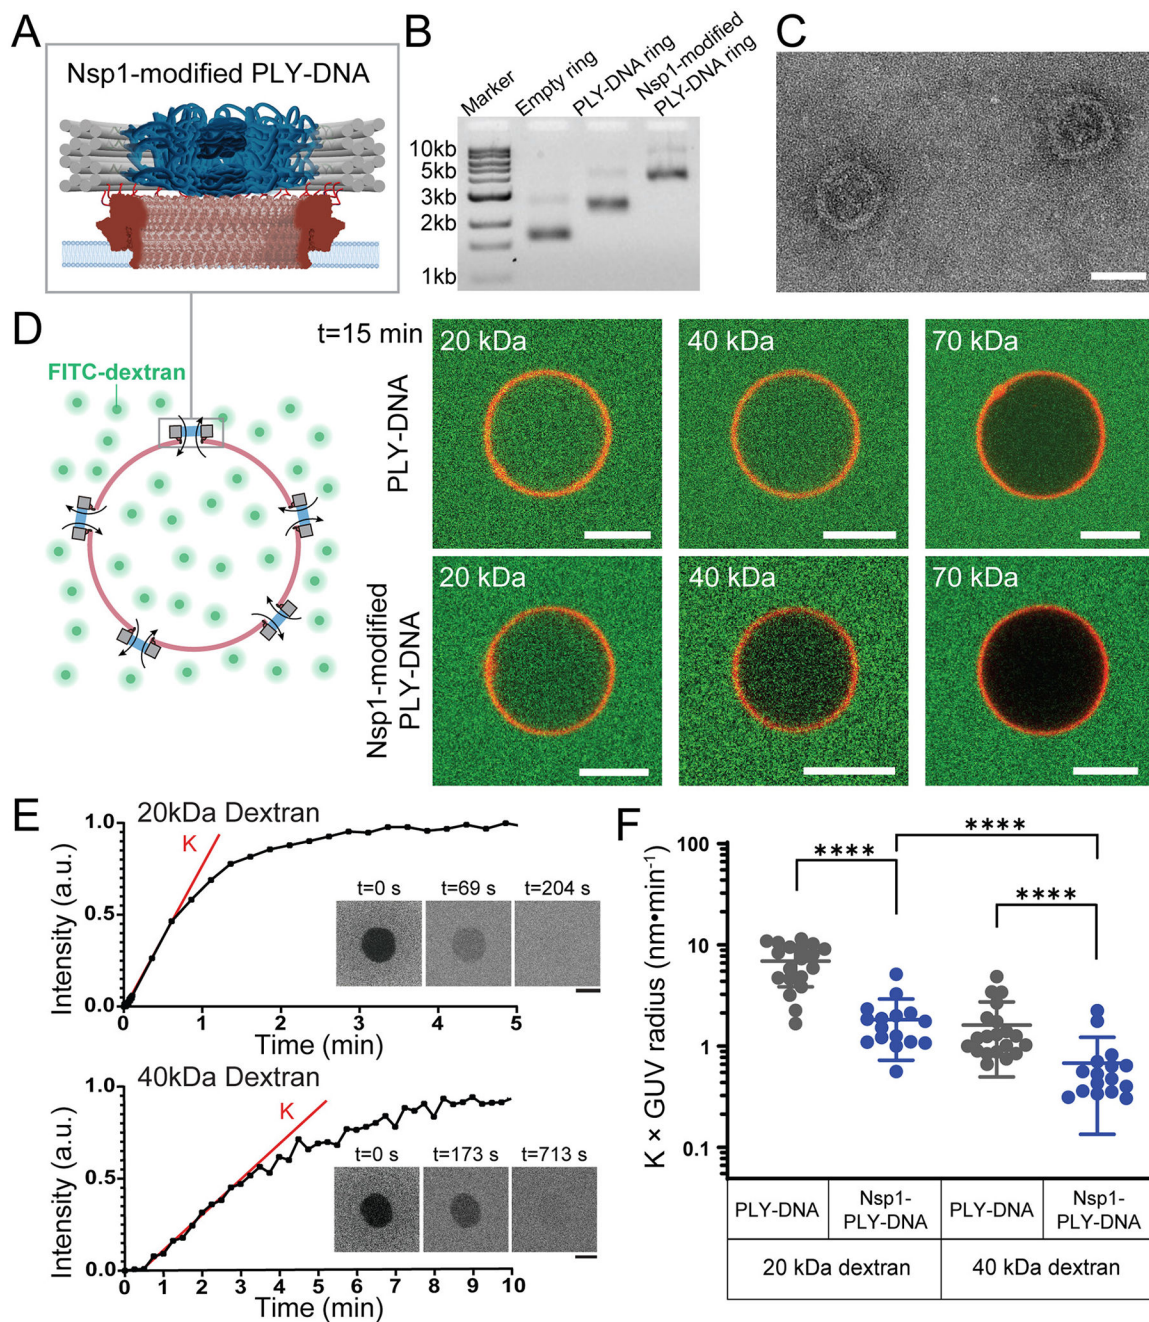 A
Nsp1-modified PLY-DNA
B
Marker
Empty ring
PLY-DNA ring
Nsp1-modified
PLY-DNA ring
10kb
5kb
3kb
2kb
1kb
C
D
FITC-dextran
t=15 min
PLY-DNA
20 kDa
40 kDa
70 kDa
Nsp1-modified
PLY-DNA
20 kDa
40 kDa
70 kDa
E
20kDa Dextran
Intensity (a.u.)
1.0
0.5
0.0
K
t=0 s
t=69 s
t=204 s
0
1
2
3
4
5
Time (min)
40kDa Dextran
Intensity (a.u.)
1.0
0.5
0.0
K
t=0 s
t=173 s
t=713 s
0
1
2
3
4
5
6
7
8
9
10
Time (min)
F
K × GUV radius (nm•min⁻¹)
100
10
1
0.1
****
****
****
PLY-DNA
Nsp1-
PLY-DNA
PLY-DNA
Nsp1-
PLY-DNA
20 kDa dextran
40 kDa dextran